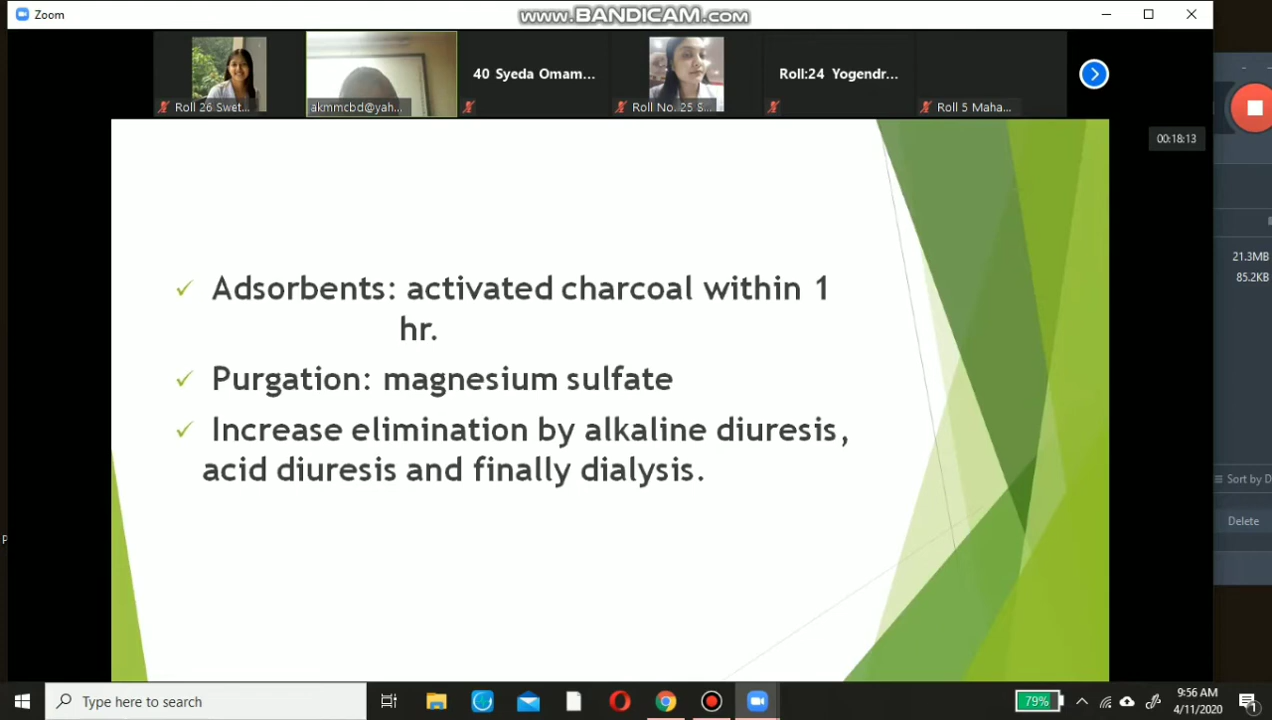 Zoom
www.BANDICAM.com
40 Syeda Omam...
Roll:24 Yogendr...
Roll 26 Swet...
akmmcbd@yah...
Roll No. 25 S...
Roll 5 Maha...
00:18:13
Adsorbents: activated charcoal within 1
hr.
Purgation: magnesium sulfate
Increase elimination by alkaline diuresis,
acid diuresis and finally dialysis.
21.3MB
85.2KB
Sort by D
Delete
Type here to search
79%
9:56 AM
4/11/2020
1